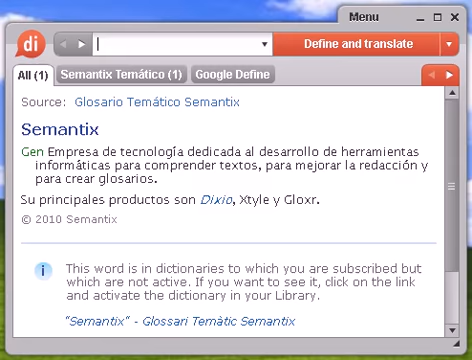 Menu
di
Define and translate
All (1)
Semantix Temático (1)
Google Define
Source: Glosario Temático Semantix
Semantix
Gen Empresa de tecnología dedicada al desarrollo de herramientas
informáticas para comprender textos, para mejorar la redacción y
para crear glosarios.
Su principales productos son Dixio, Xtyle y Gloxr.
© 2010 Semantix
This word is in dictionaries to which you are subscribed but
which are not active. If you want to see it, click on the link
and activate the dictionary in your Library.
"Semantix" - Glossari Temàtic Semantix